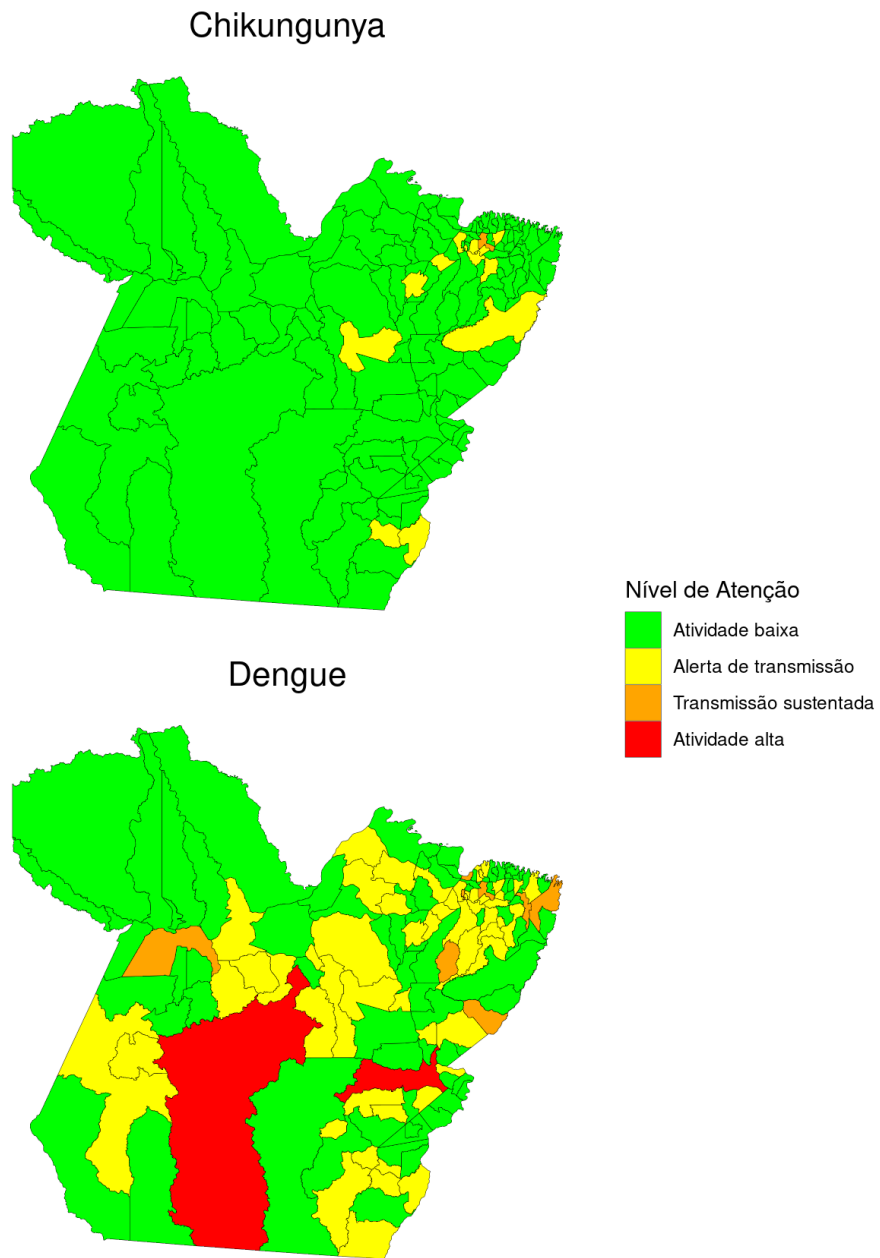 Chikungunya
Nível de Atenção
Atividade baixa
Alerta de transmissão
Transmissão sustentada
Atividade alta
Dengue